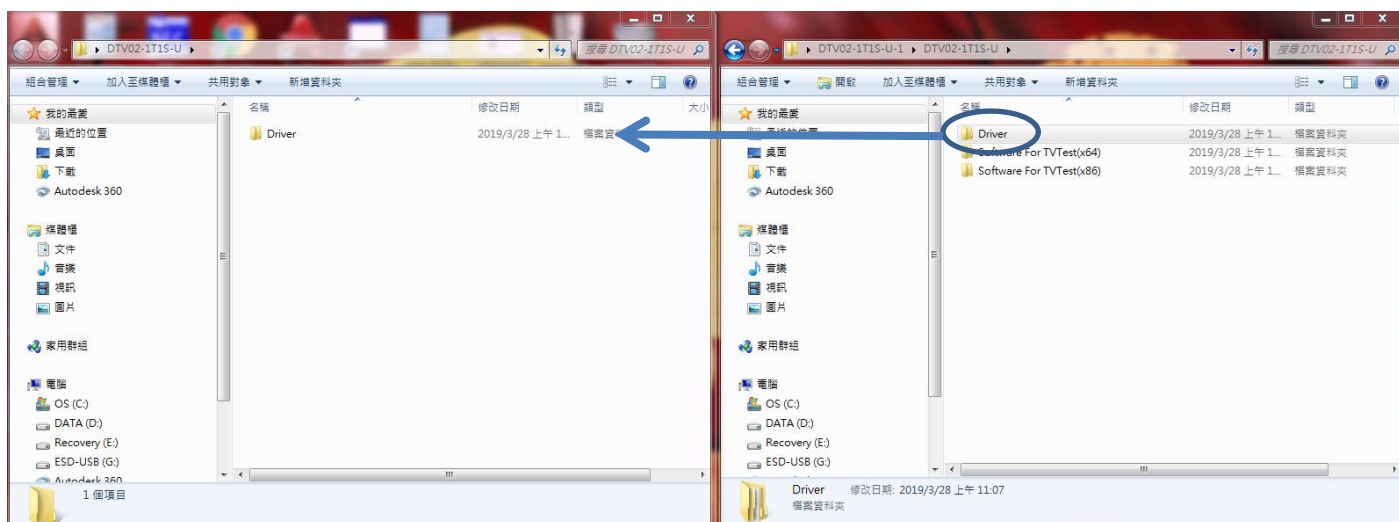 DTV02-1T1S-U
搜尋 DTV02-1T1S-U
組合管理 加入至媒體櫃 共用對象 新增資料夾
名稱 修改日期 類型 大小
我的最愛
最近的位置
桌面
下載
Autodesk 360
媒體櫃
文件
音樂
視訊
圖片
家用群組
電腦
OS (C:)
DATA (D:)
Recovery (E:)
ESD-USB (G:)
Autodesk 360
Driver 2019/3/28 上午 1... 檔案資料
1 個項目
DTV02-1T1S-U-1 DTV02-1T1S-U
搜尋 DTV02-1T1S-U
組合管理 開啟 加入至媒體櫃 共用對象 新增資料夾
名稱 修改日期 類型
我的最愛
最近的位置
桌面
下載
Autodesk 360
媒體櫃
文件
音樂
視訊
圖片
家用群組
電腦
OS (C:)
DATA (D:)
Recovery (E:)
ESD-USB (G:)
Driver 2019/3/28 上午 1... 檔案資料夾
Software For TVTest(x64) 2019/3/28 上午 1... 檔案資料夾
Software For TVTest(x86) 2019/3/28 上午 1... 檔案資料夾
Driver 修改日期: 2019/3/28 上午 11:07
檔案資料夾